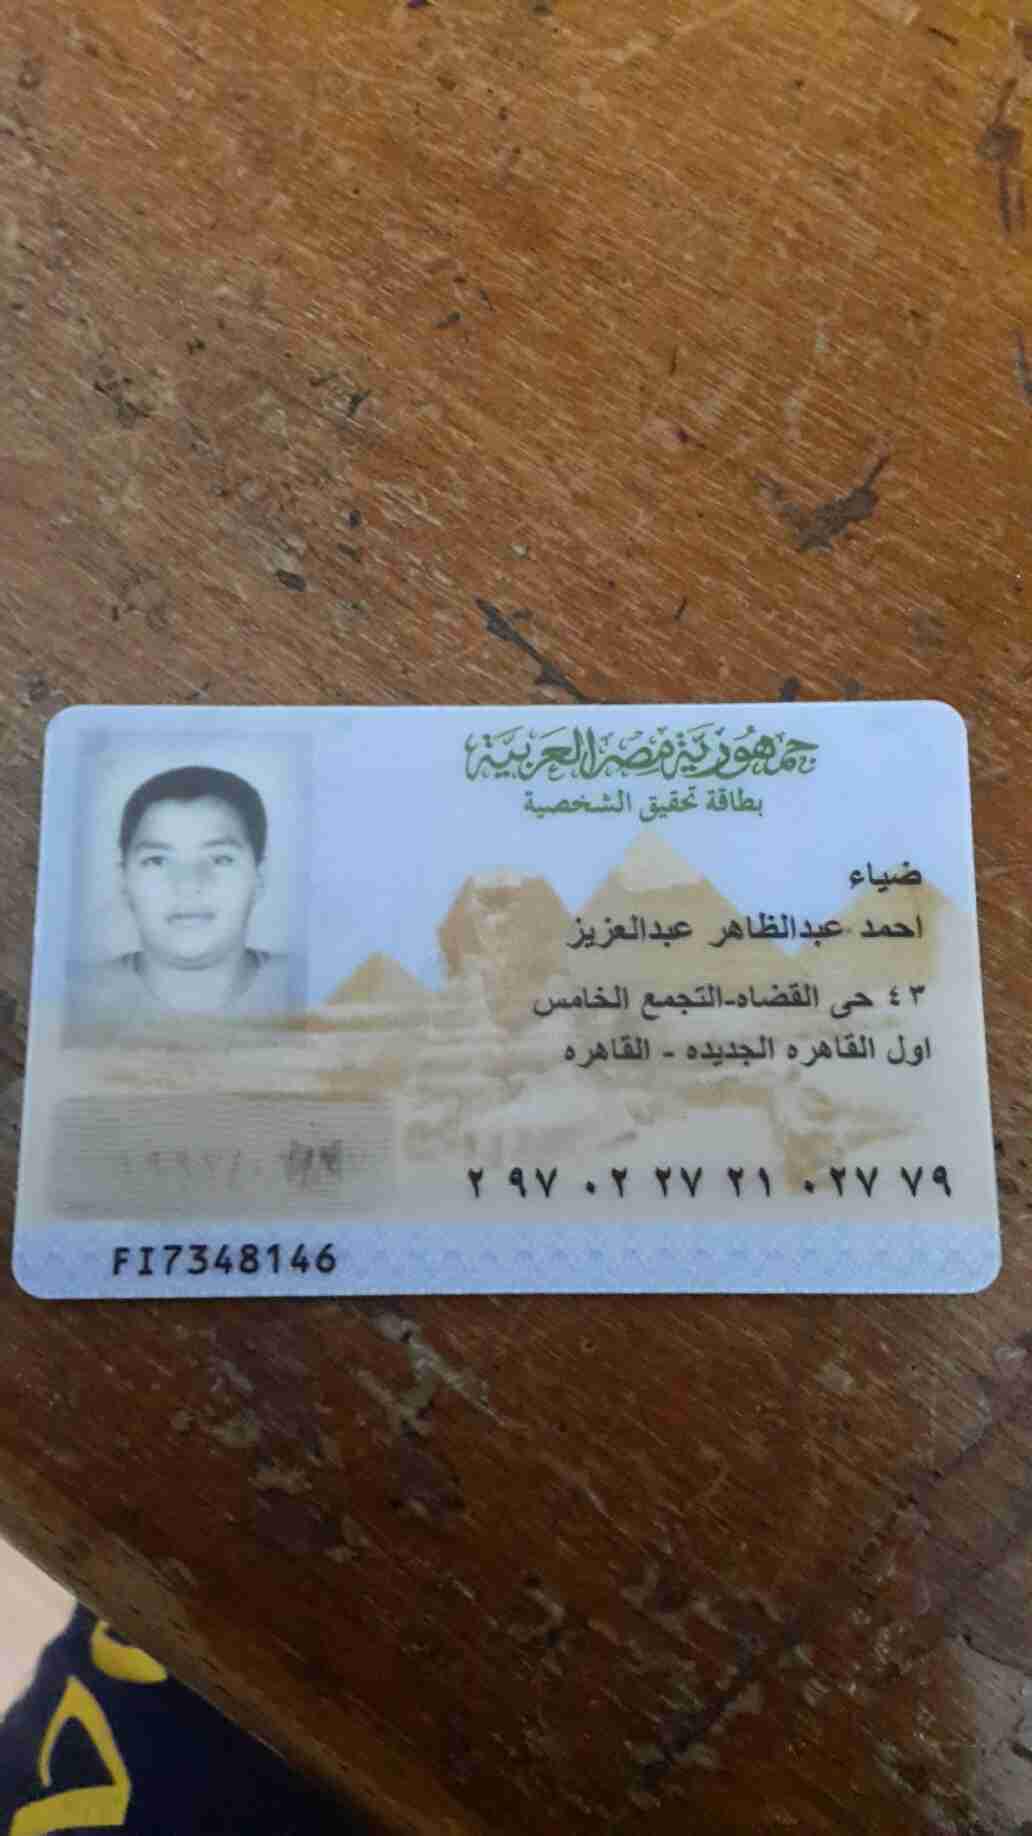 جمهورية مصر العربية
بطاقة تحقيق الشخصية
ضياء
احمد عبدالظاهر عبدالعزيز
٤٣ حى القضاه-التجمع الخامس
اول القاهره الجديده - القاهره
٢ ٩٧ ٠٢ ٢٧ ٢١ ٠٢٧ ٧٩
FI7348146